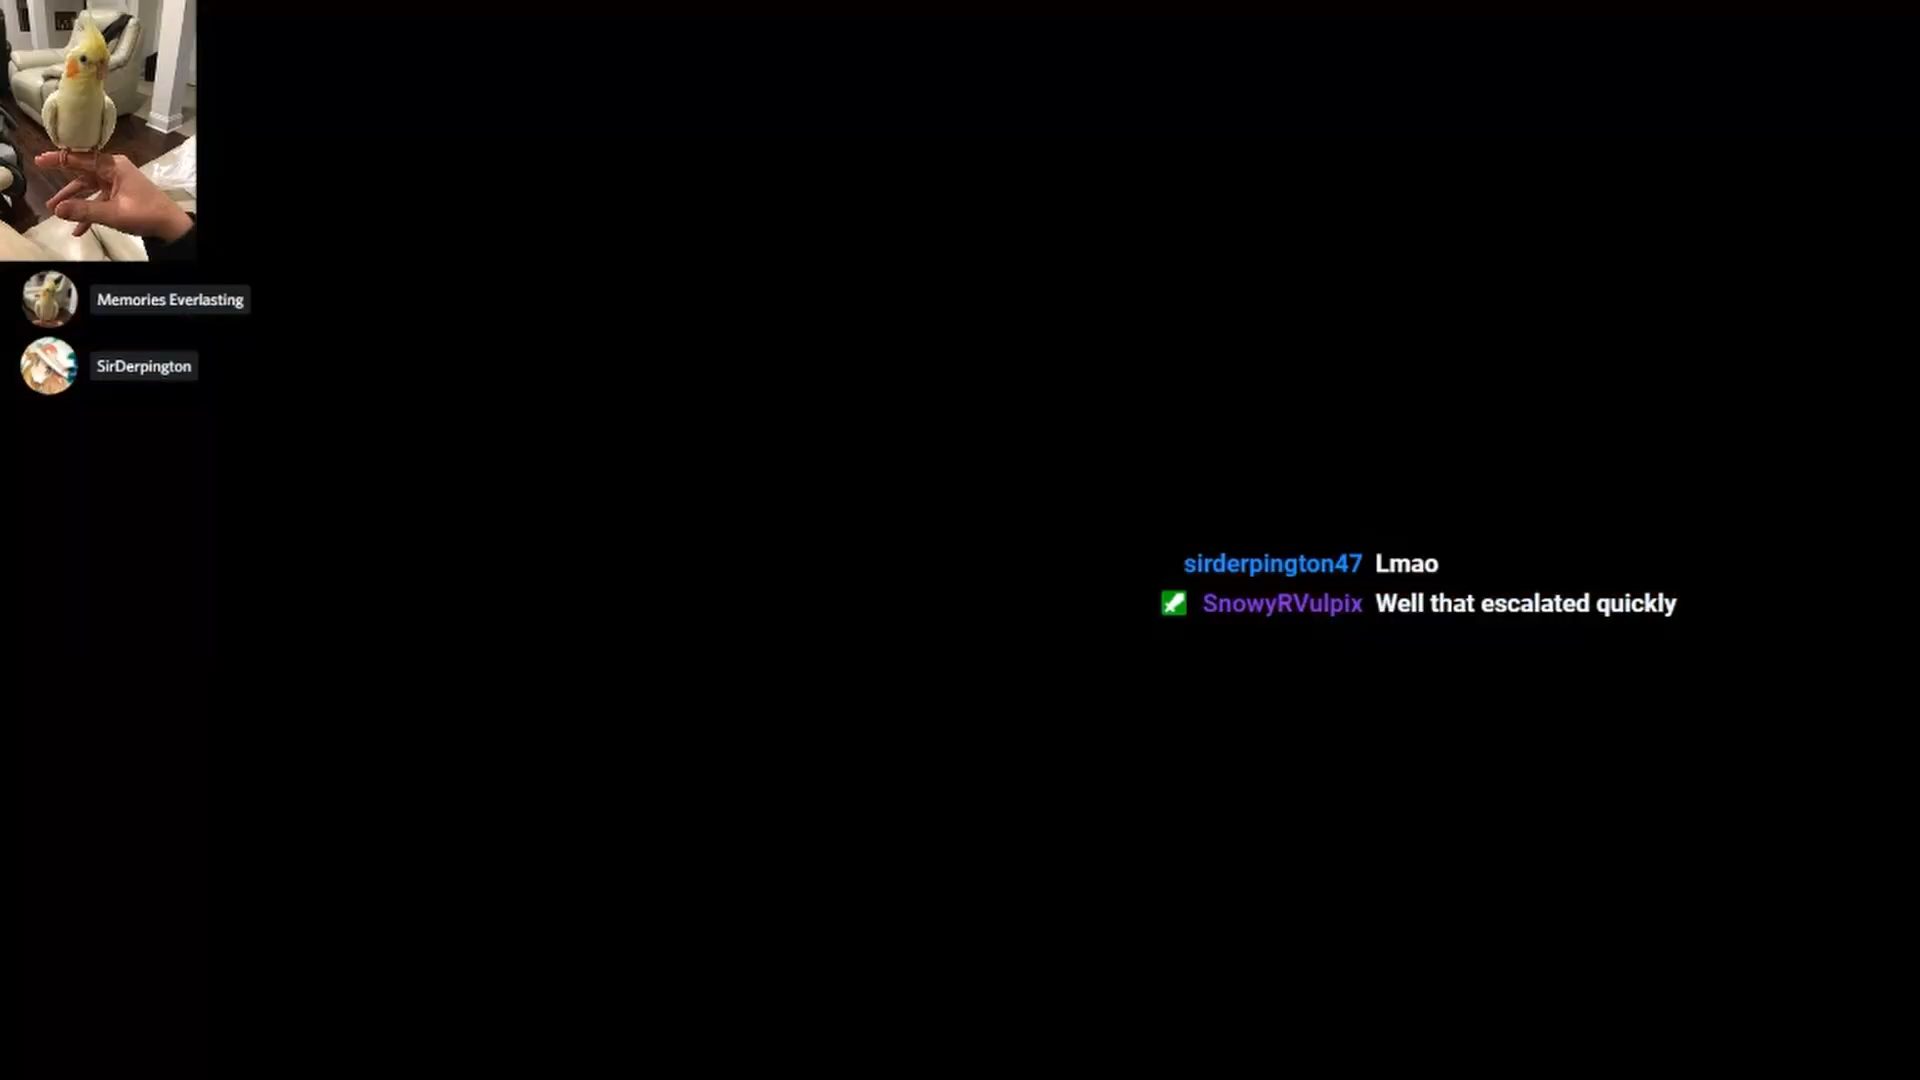 Memories Everlasting
SirDerpington
sirderpington47 Lmao
SnowyRVulpix Well that escalated quickly